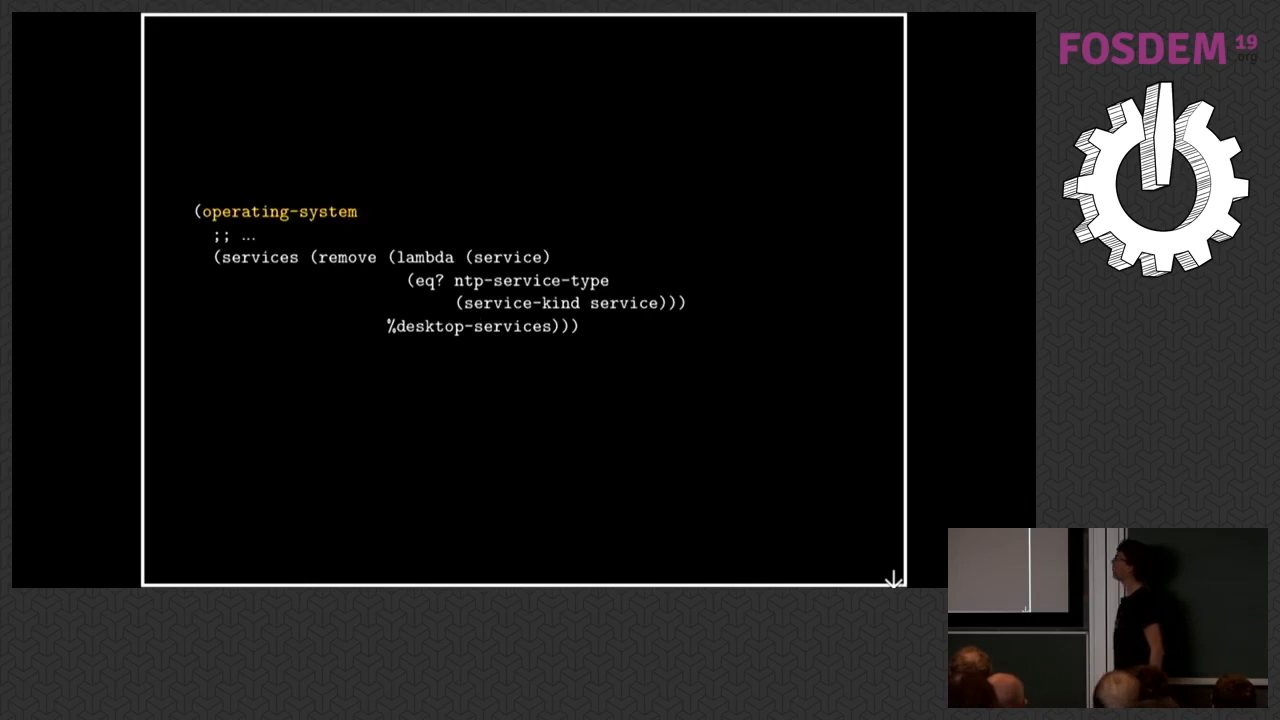 (operating-system
;; ...
(services (remove (lambda (service)
(eq? ntp-service-type
(service-kind service)))
%desktop-services)))
FOSDEM 19
.org